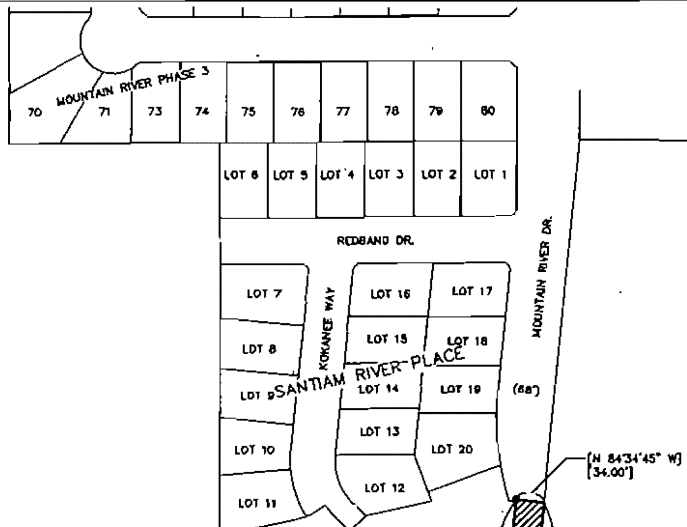 MOUNTAIN RIVER PHASE 3
70
71
73
74
75
76
77
78
79
80
LOT 6
LOT 5
LOT 4
LOT 3
LOT 2
LOT 1
REDBAND DR.
MOUNTAIN RIVER DR.
LOT 7
KOKANEE WAY
LOT 16
LOT 17
LOT 8
LOT 15
LOT 18
SANTIAM RIVER PLACE
LOT 9
LOT 14
LOT 19
(68')
LOT 10
LOT 13
LOT 20
[N 84°34'45" W]
[34.00']
LOT 11
LOT 12